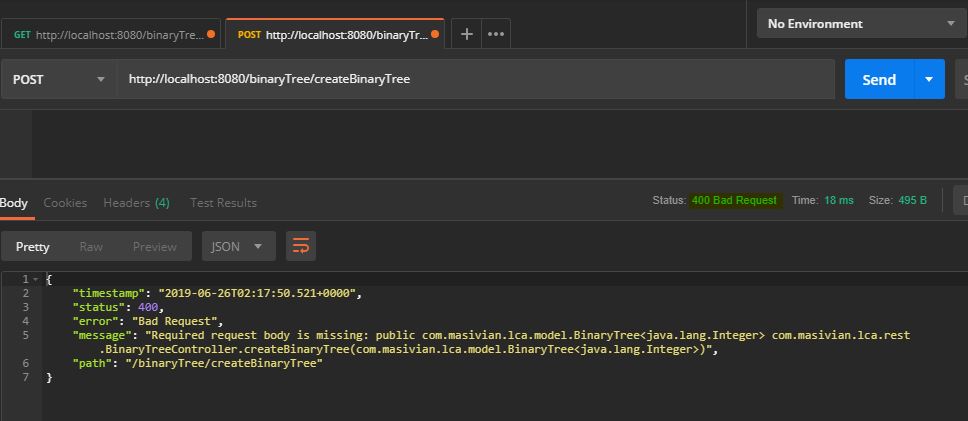 GET http://localhost:8080/binaryTre...
POST http://localhost:8080/binaryTr...
+ •••
No Environment
POST http://localhost:8080/binaryTree/createBinaryTree Send
Body Cookies Headers (4) Test Results Status: 400 Bad Request Time: 18 ms Size: 495 B
Pretty Raw Preview JSON
1 {
2 "timestamp": "2019-06-26T02:17:50.521+0000",
3 "status": 400,
4 "error": "Bad Request",
5 "message": "Required request body is missing: public com.masivian.lca.model.BinaryTree<java.lang.Integer> com.masivian.lca.rest
.BinaryTreeController.createBinaryTree(com.masivian.lca.model.BinaryTree<java.lang.Integer>)",
6 "path": "/binaryTree/createBinaryTree"
7 }